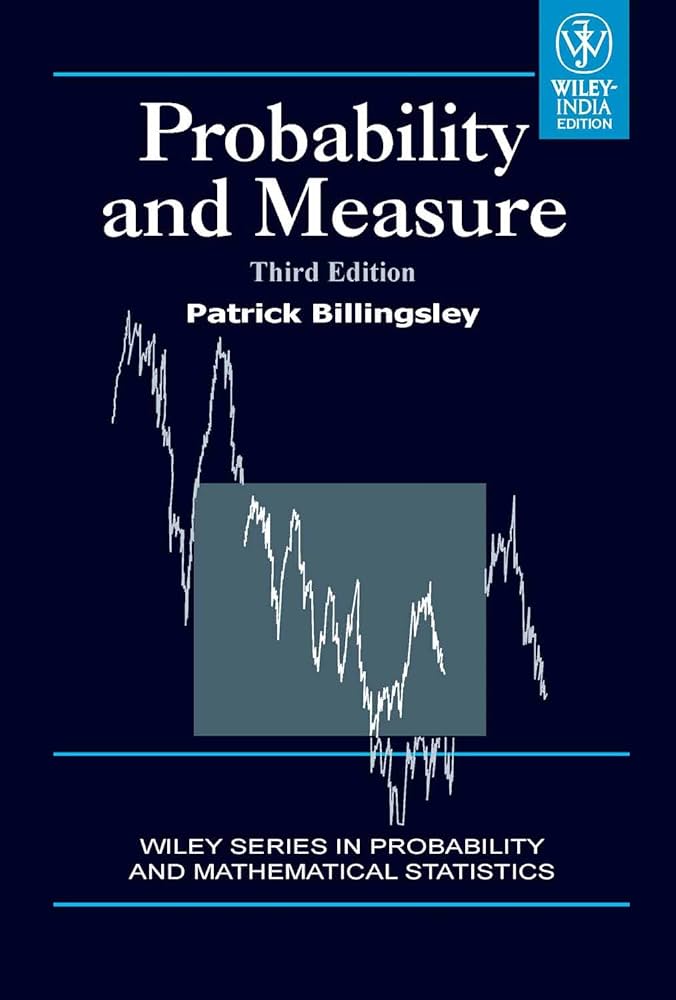 WILEY-
INDIA
EDITION
Probability
and Measure
Third Edition
Patrick Billingsley
WILEY SERIES IN PROBABILITY
AND MATHEMATICAL STATISTICS